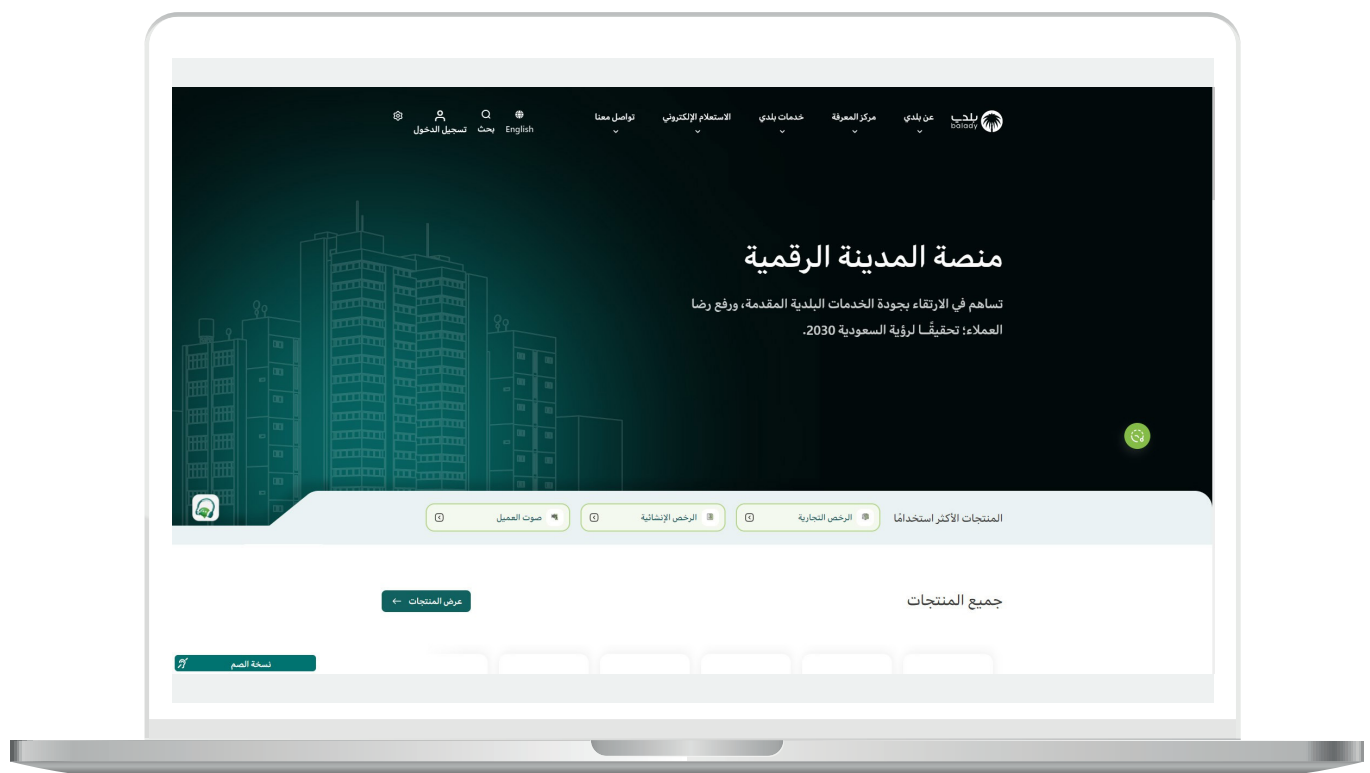 بلدي
balady
عن بلدي
مركز المعرفة
خدمات بلدي
الاستعلام الإلكتروني
تواصل معنا
English
بحث
تسجيل الدخول
منصة المدينة الرقمية
تساهم في الارتقاء بجودة الخدمات البلدية المقدمة، ورفع رضا
العملاء؛ تحقيقًـا لرؤية السعودية 2030.
المنتجات الأكثر استخدامًا
الرخص التجارية
الرخص الإنشائية
صوت العميل
جميع المنتجات
عرض المنتجات
نسخة الصم